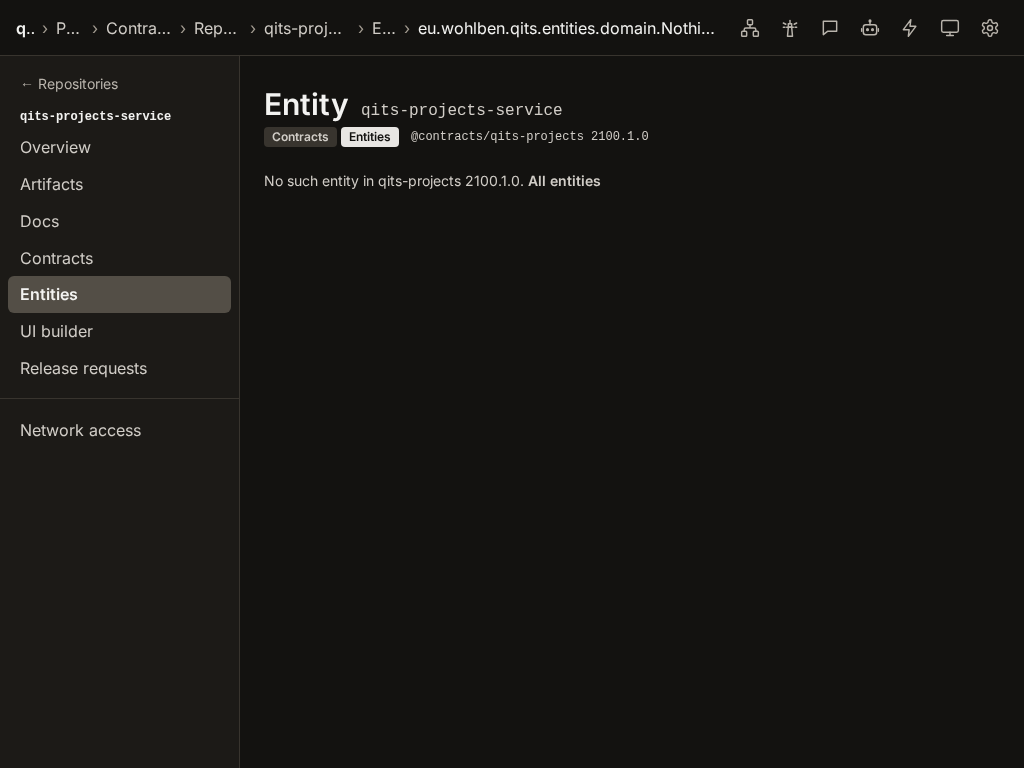 q.. › P... › Contra... › Rep... › qits-proj... › E... › eu.wohlben.qits.entities.domain.Nothi...
← Repositories
qits-projects-service
Overview
Artifacts
Docs
Contracts
Entities
UI builder
Release requests
Network access
Entity qits-projects-service
Contracts Entities @contracts/qits-projects 2100.1.0
No such entity in qits-projects 2100.1.0. All entities